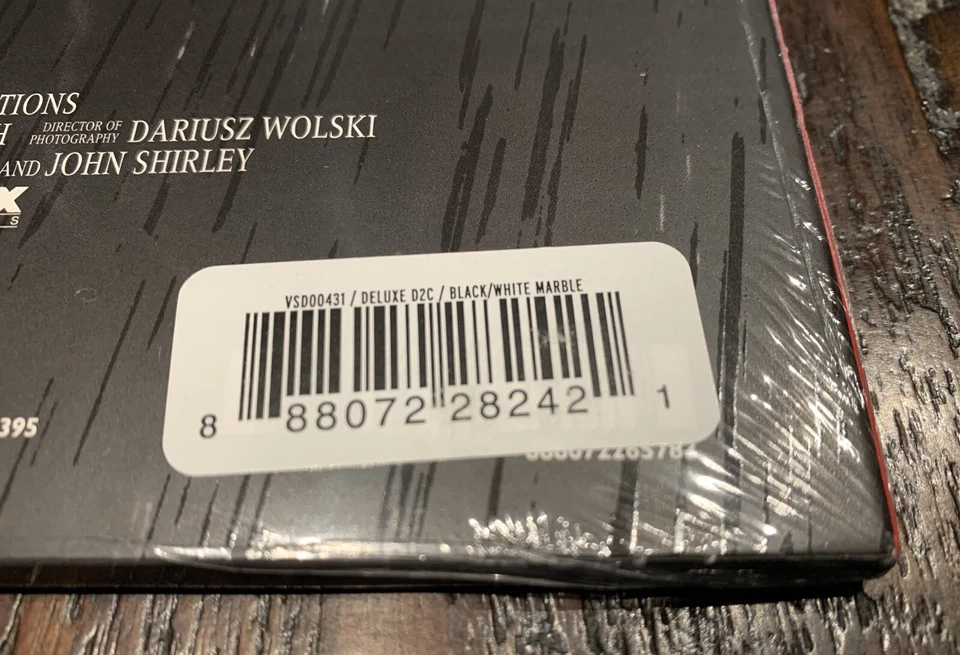 TIONS
H DIRECTOR OF PHOTOGRAPHY DARIUSZ WOLSKI
AND JOHN SHIRLEY
X
S
VSD00431 / DELUXE D2C / BLACK/WHITE MARBLE
8 88072 28242 1
395